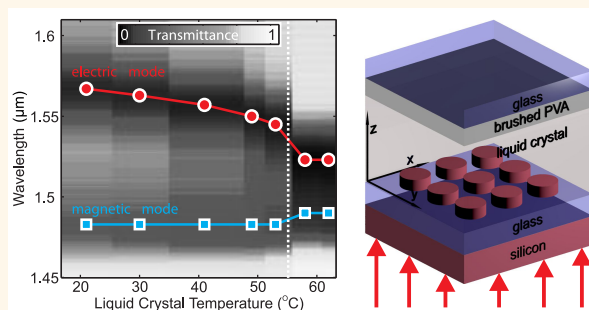 1.6
1.55
1.5
1.45
Wavelength (μm)
0 Transmittance 1
electric mode
magnetic mode
20 30 40 50 60
Liquid Crystal Temperature (°C)
glass
brushed PVA
liquid crystal
z
x
y
glass
silicon